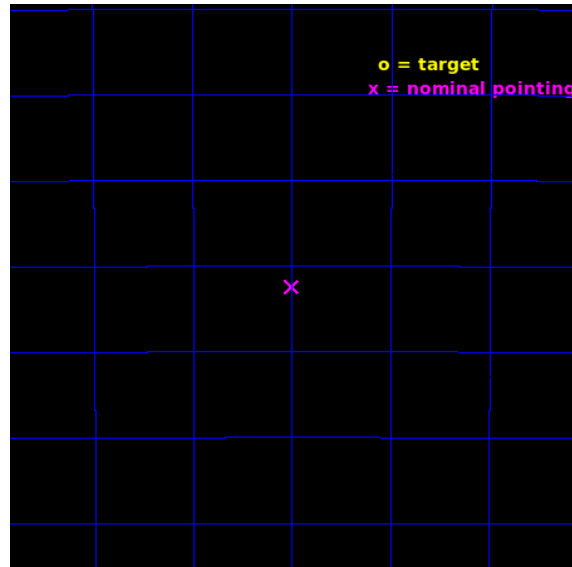 o = target
x = nominal pointing